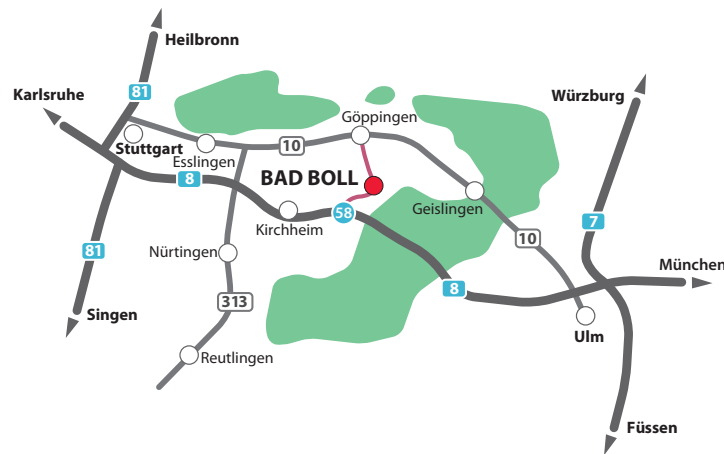 Heilbronn
Karlsruhe
81
Würzburg
Göppingen
Stuttgart
10
Esslingen
8
BAD BOLL
Geislingen
58
7
Kirchheim
10
81
Nürtingen
München
8
313
Singen
Ulm
Reutlingen
Füssen